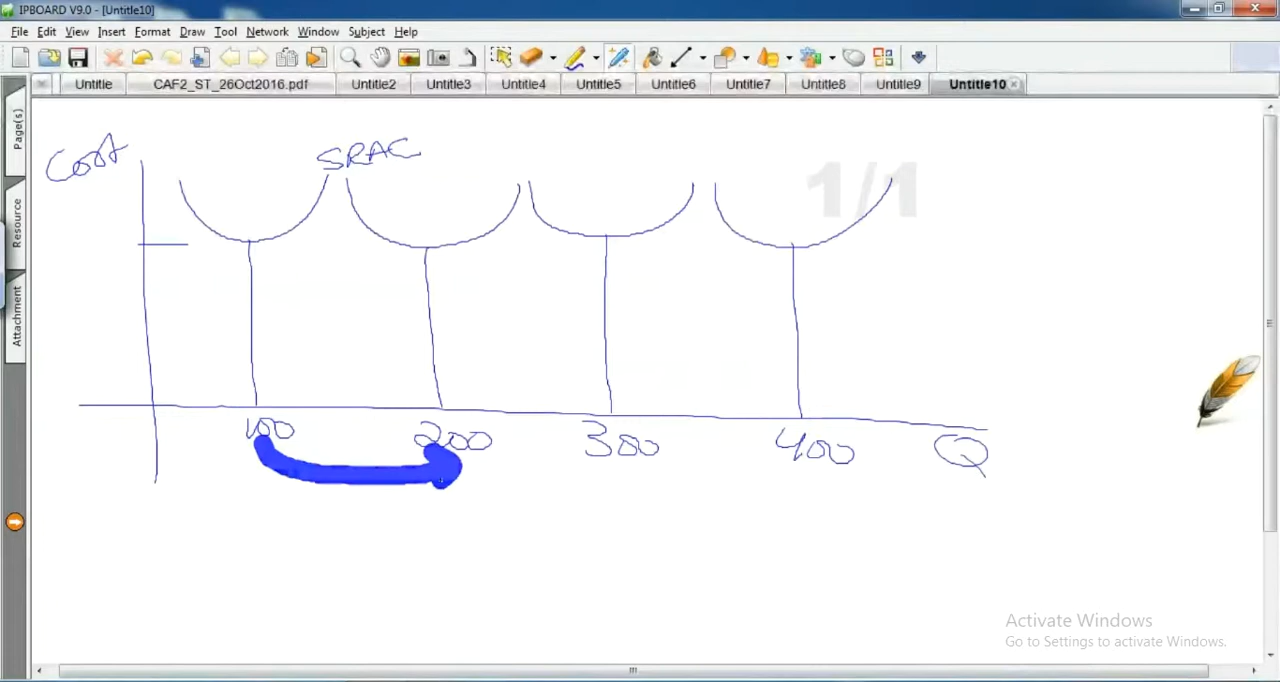 IPBOARD V9.0 - [Untitle10]
File Edit View Insert Format Draw Tool Network Window Subject Help
Untitle CAF2_ST_26Oct2016.pdf Untitle2 Untitle3 Untitle4 Untitle5 Untitle6 Untitle7 Untitle8 Untitle9 Untitle10
Page(s)
Resource
Attachment
Cost
SRAC
1/1
100 200 300 400 Q
Activate Windows
Go to Settings to activate Windows.